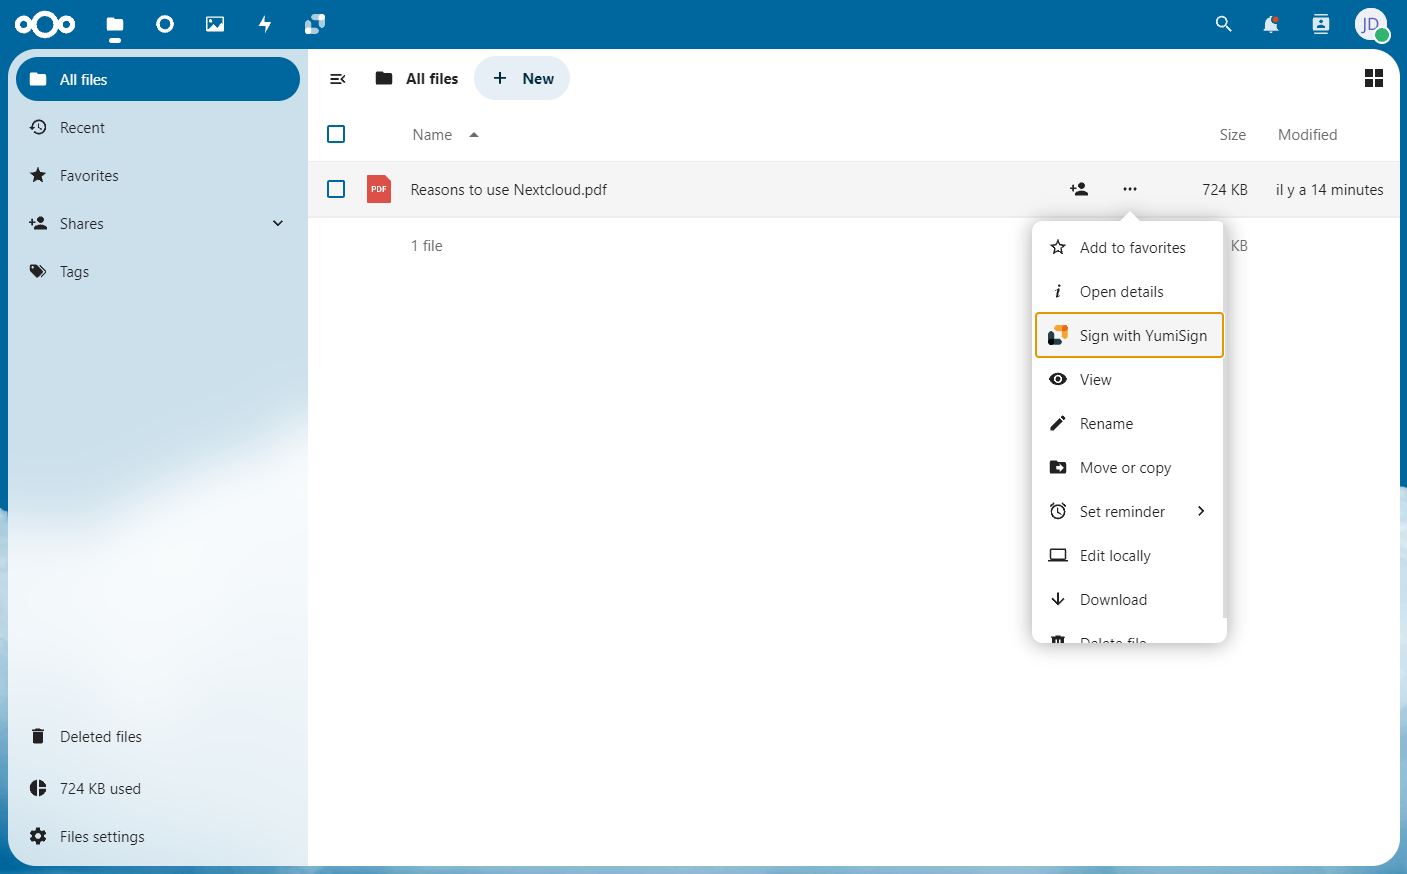 JD
All files
Recent
Favorites
Shares
Tags
Deleted files
724 KB used
Files settings
All files
New
Name
Size
Modified
PDF
Reasons to use Nextcloud.pdf
724 KB
il y a 14 minutes
1 file
KB
Add to favorites
Open details
Sign with YumiSign
View
Rename
Move or copy
Set reminder
Edit locally
Download
Delete file